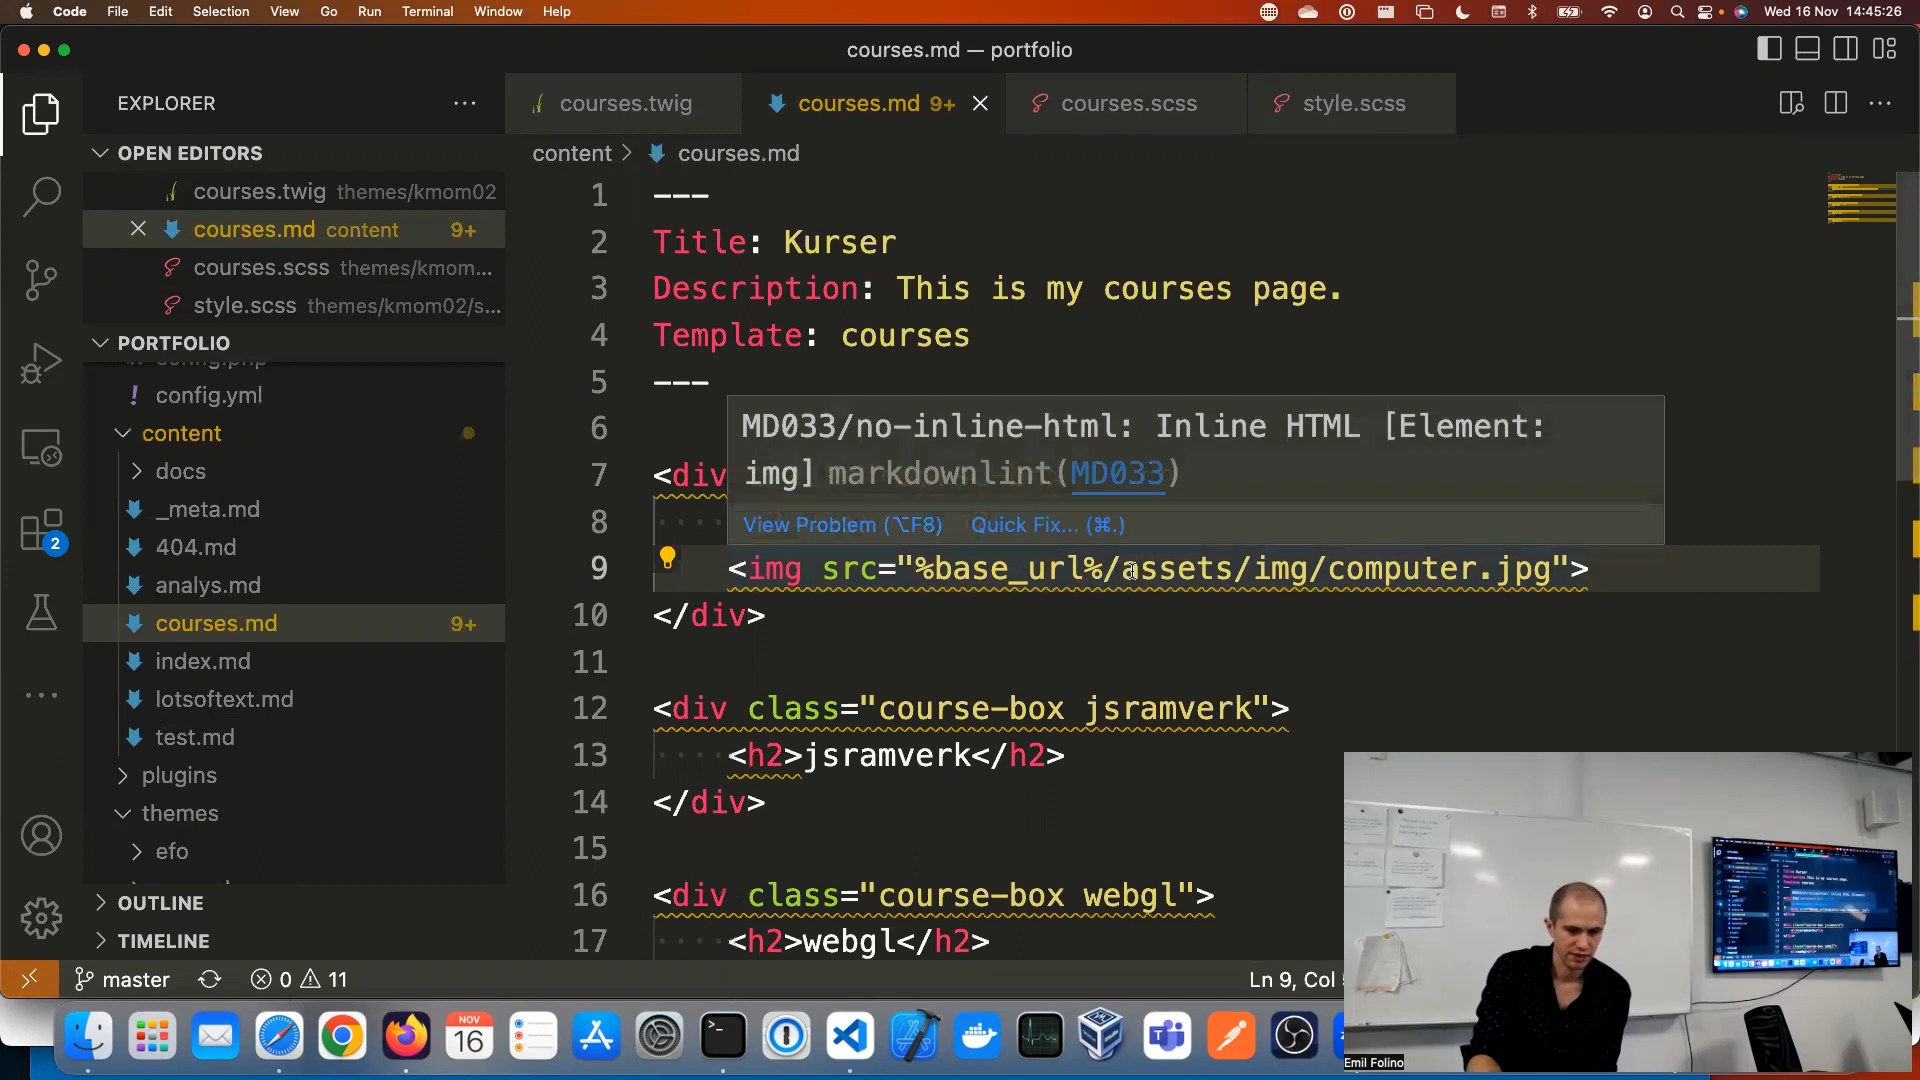 Code File Edit Selection View Go Run Terminal Window Help Wed 16 Nov 14:45:26
courses.md — portfolio
EXPLORER
courses.twig
courses.md 9+
courses.scss
style.scss
OPEN EDITORS
content > courses.md
courses.twig themes/kmom02
courses.md content 9+
courses.scss themes/kmom...
style.scss themes/kmom02/s...
PORTFOLIO
config.php
config.yml
content
docs
_meta.md
404.md
analys.md
courses.md 9+
index.md
lotsoftext.md
test.md
plugins
themes
efo
OUTLINE
TIMELINE
2
1 ---
2 Title: Kurser
3 Description: This is my courses page.
4 Template: courses
5 ---
6
MD033/no-inline-html: Inline HTML [Element:
img] markdownlint(MD033)
View Problem (⌥F8) Quick Fix... (⌘.)
7 <div
8
9 <img src="%base_url%/assets/img/computer.jpg">
10 </div>
11
12 <div class="course-box jsramverk">
13 <h2>jsramverk</h2>
14 </div>
15
16 <div class="course-box webgl">
17 <h2>webgl</h2>
master 0 11
Ln 9, Col
NOV
16
Emil Folino